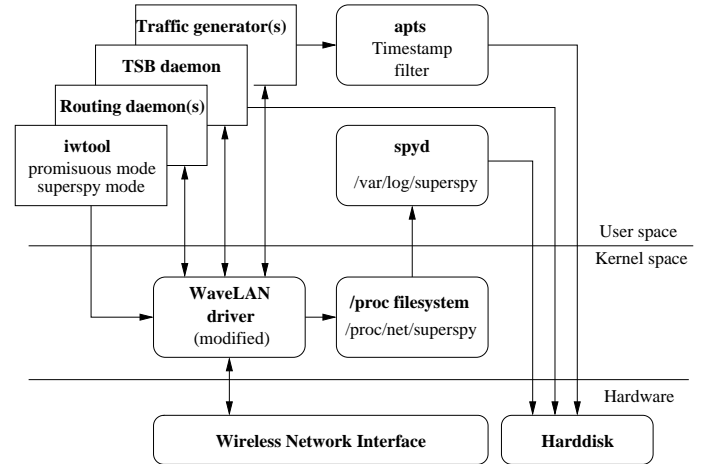 Traffic generator(s)
TSB daemon
Routing daemon(s)
iwtool
promisuous mode
superspy mode
apts
Timestamp
filter
spyd
/var/log/superspy
User space
Kernel space
WaveLAN
driver
(modified)
/proc filesystem
/proc/net/superspy
Hardware
Wireless Network Interface
Harddisk